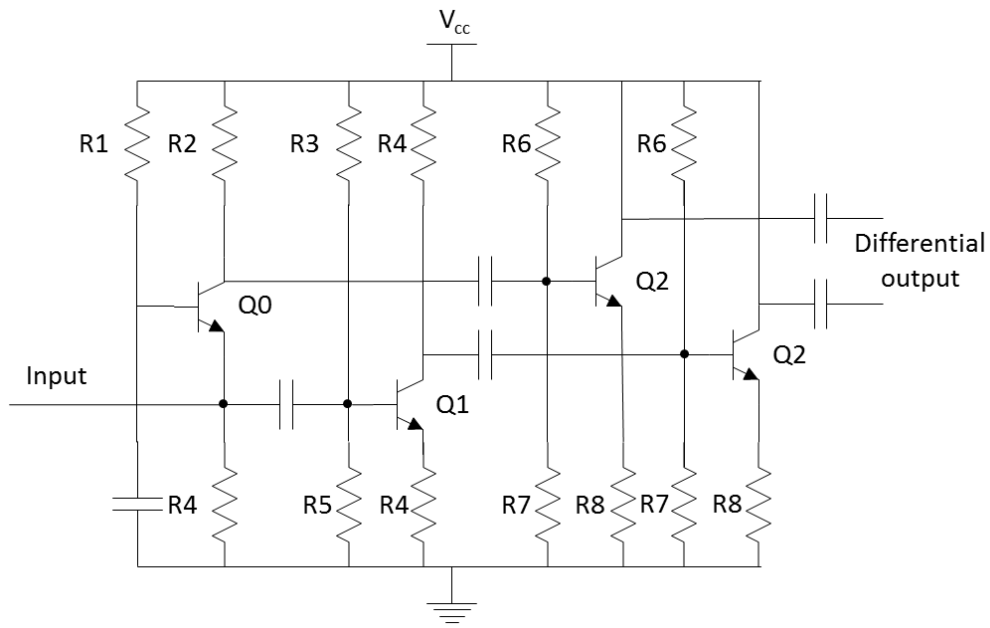 Vcc
R1
R2
R3
R4
R6
R6
Differential
output
Q0
Q2
Q2
Input
Q1
R4
R5
R4
R7
R8
R7
R8